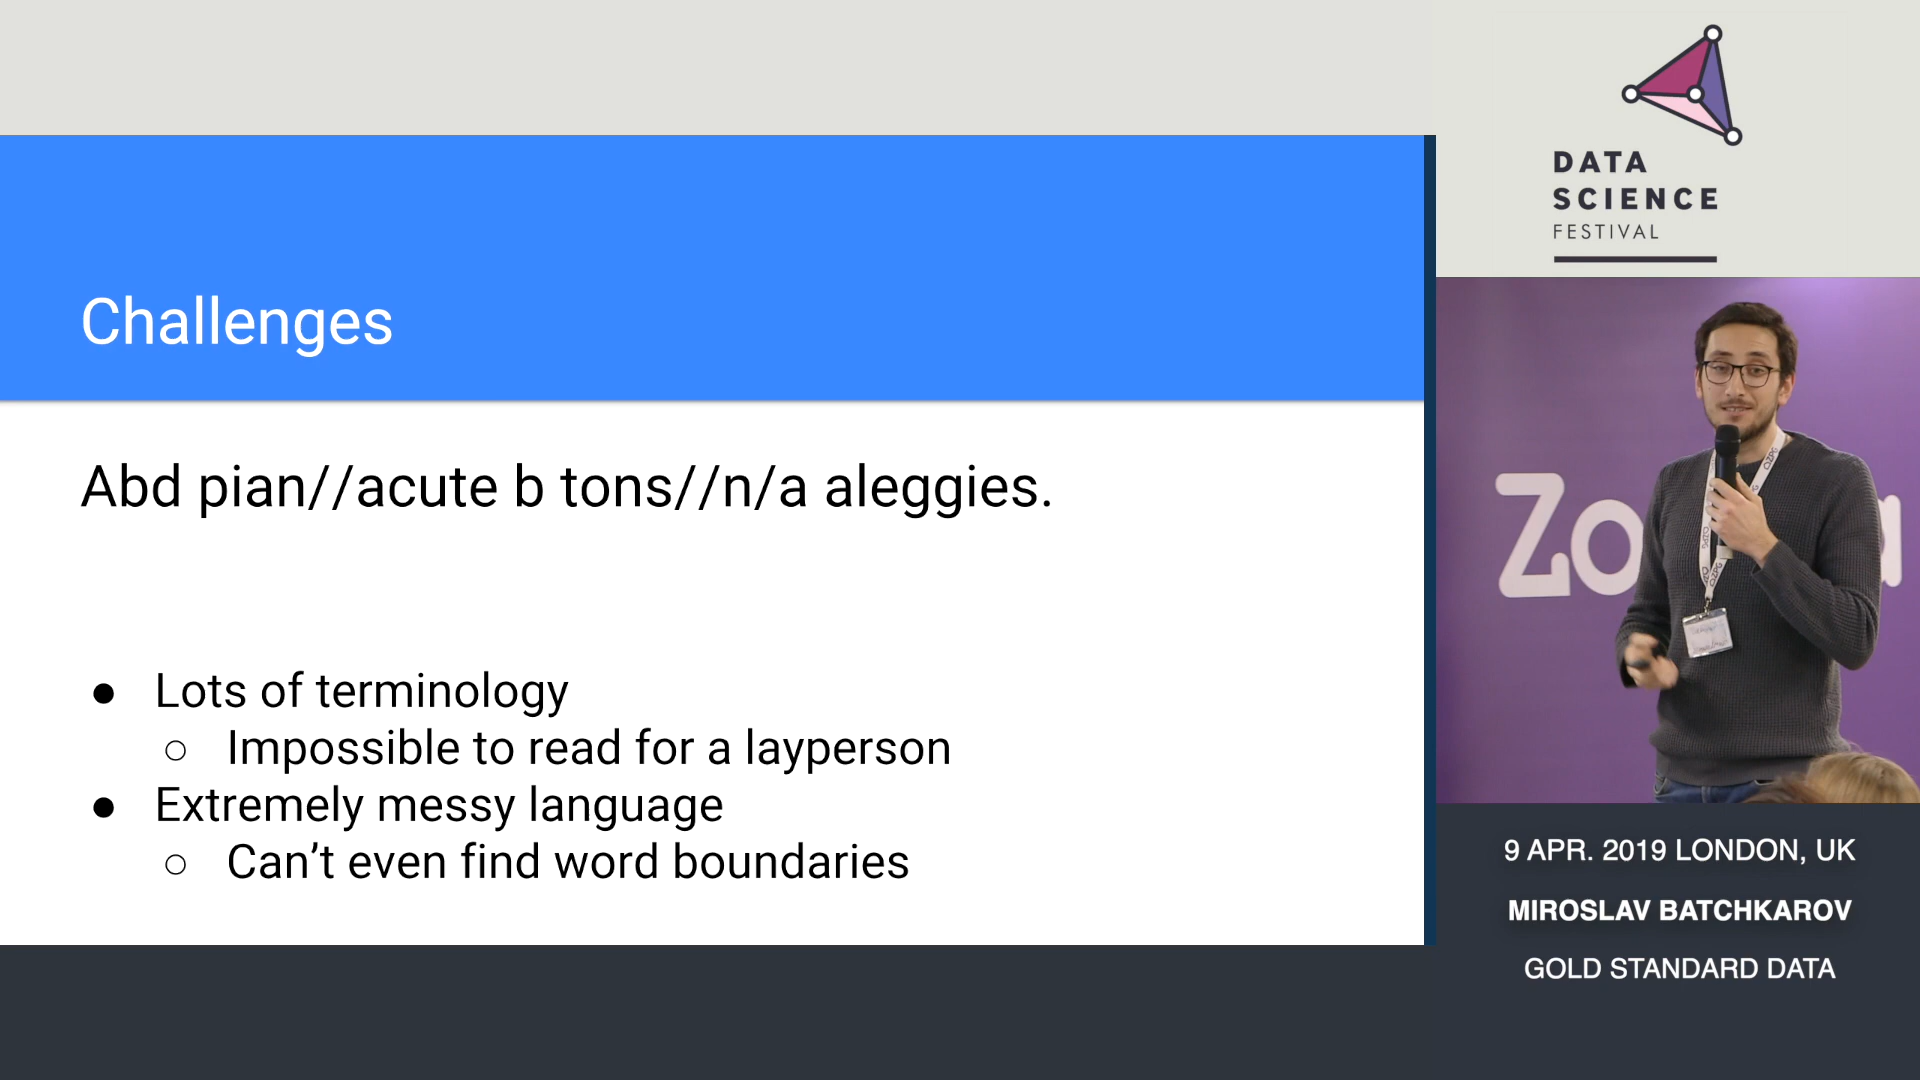 Challenges
Abd pian//acute b tons//n/a aleggies.
● Lots of terminology
○ Impossible to read for a layperson
● Extremely messy language
○ Can’t even find word boundaries
DATA
SCIENCE
FESTIVAL
Zo
9 APR. 2019 LONDON, UK
MIROSLAV BATCHKAROV
GOLD STANDARD DATA